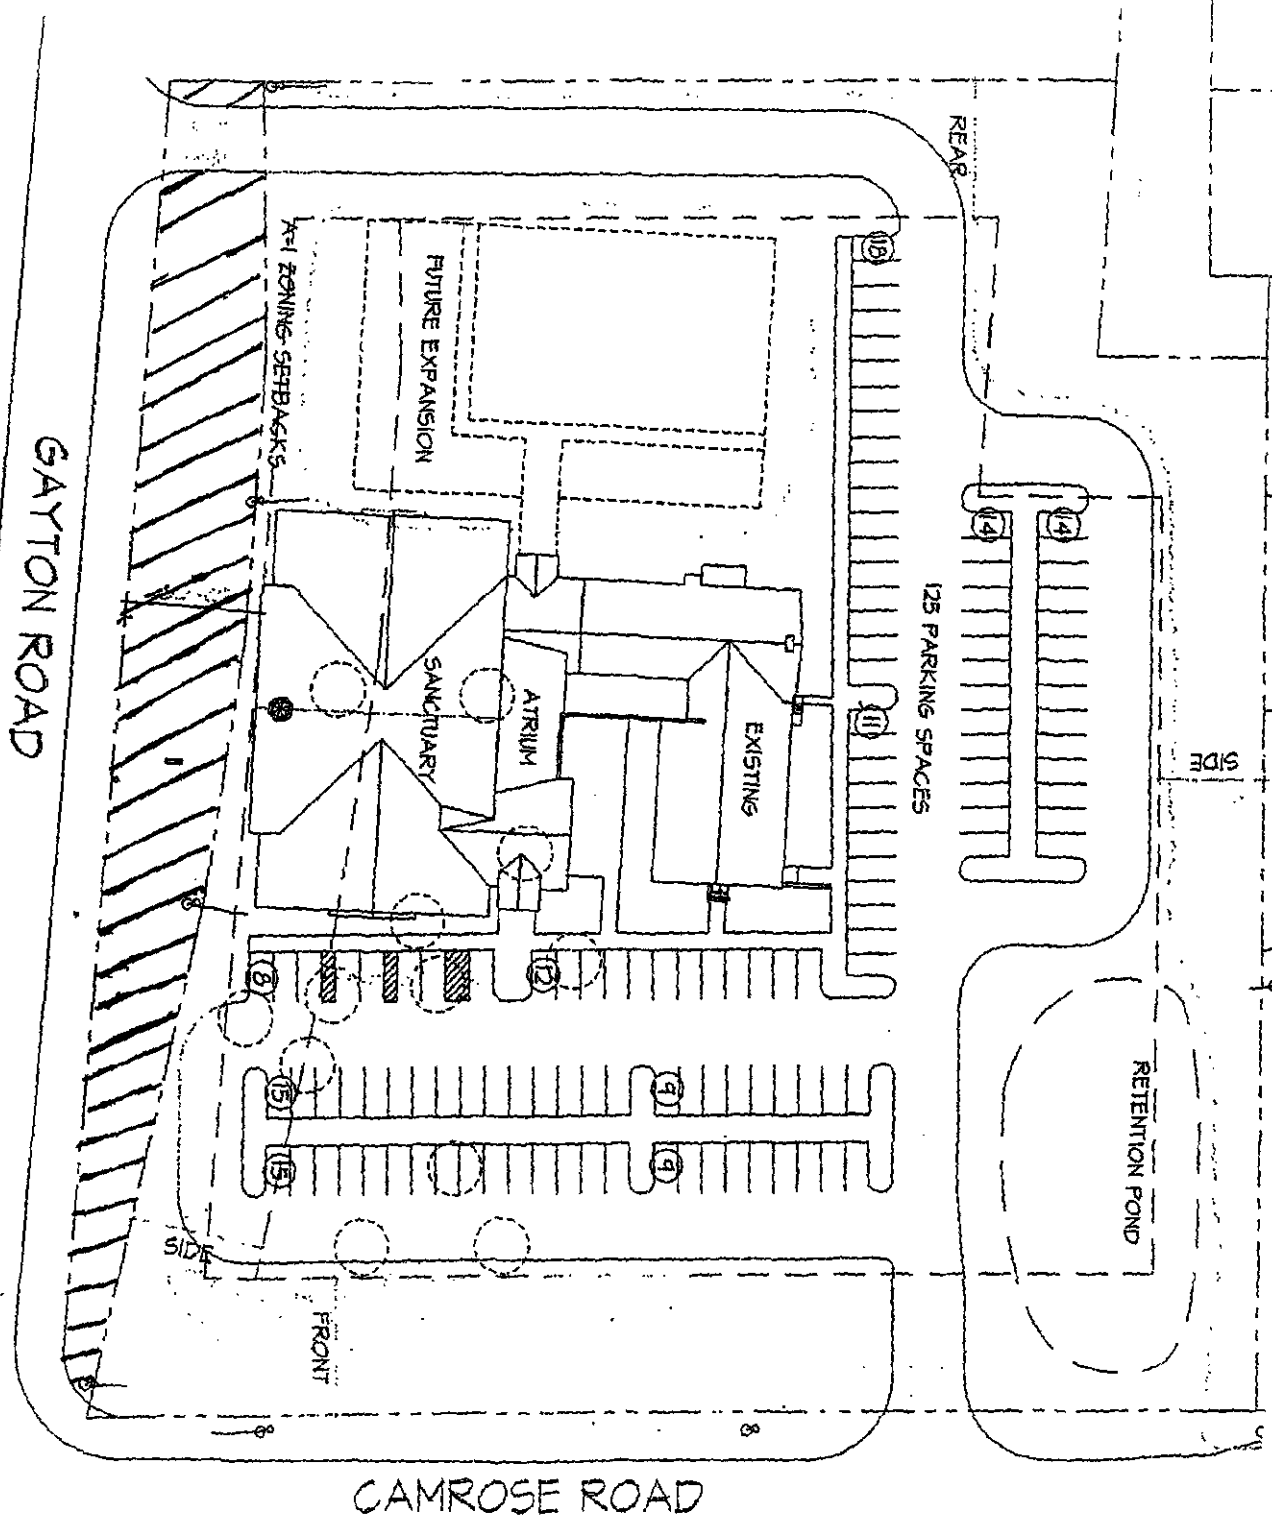 REAR
A-1 ZONING SETBACKS
FUTURE EXPANSION
18
14
14
125 PARKING SPACES
11
SANCTUARY
ATRIUM
EXISTING
SIDE
GAYTON ROAD
8
12
15
9
15
9
RETENTION POND
SIDE
FRONT
CAMROSE ROAD